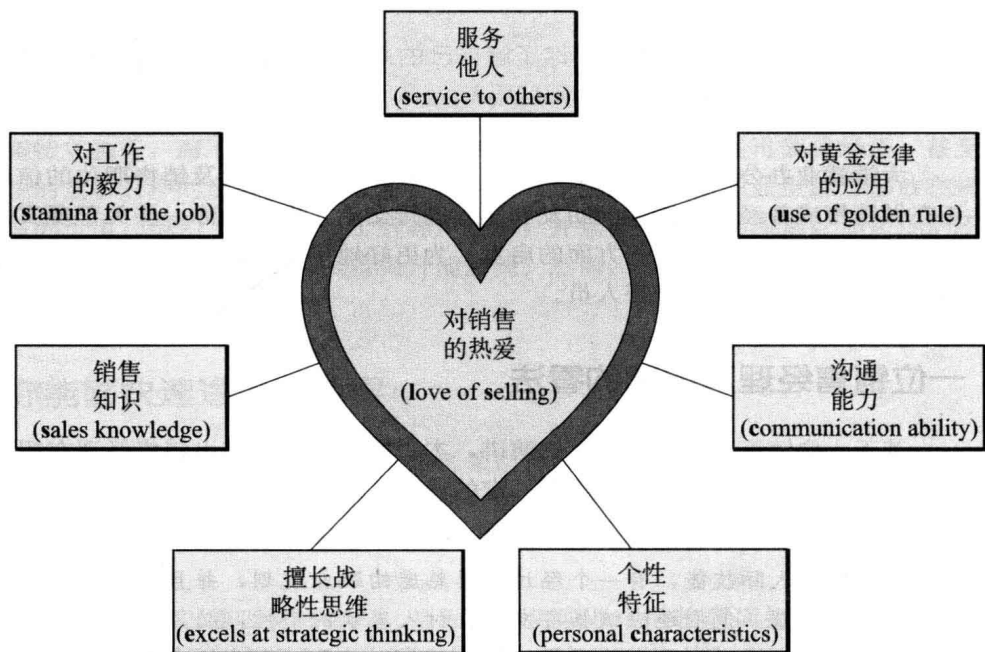 服务
他人
(service to others)
对工作
的毅力
(stamina for the job)
对黄金定律
的应用
(use of golden rule)
对销售
的热爱
(love of selling)
销售
知识
(sales knowledge)
沟通
能力
(communication ability)
擅长战
略性思维
(excels at strategic thinking)
个性
特征
(personal characteristics)